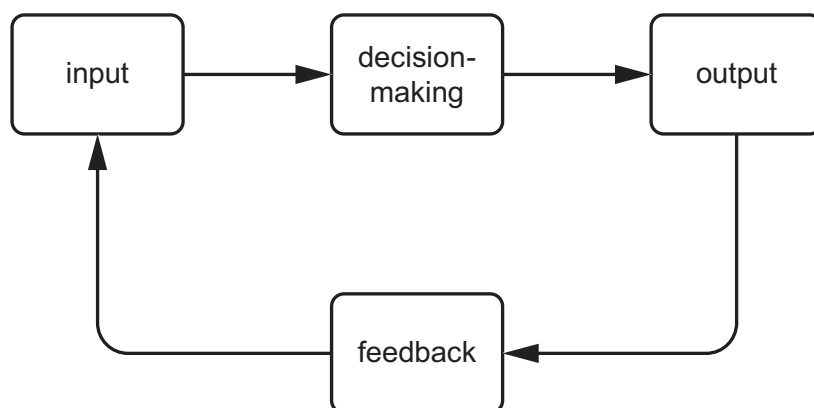 input
decision-
making
output
feedback